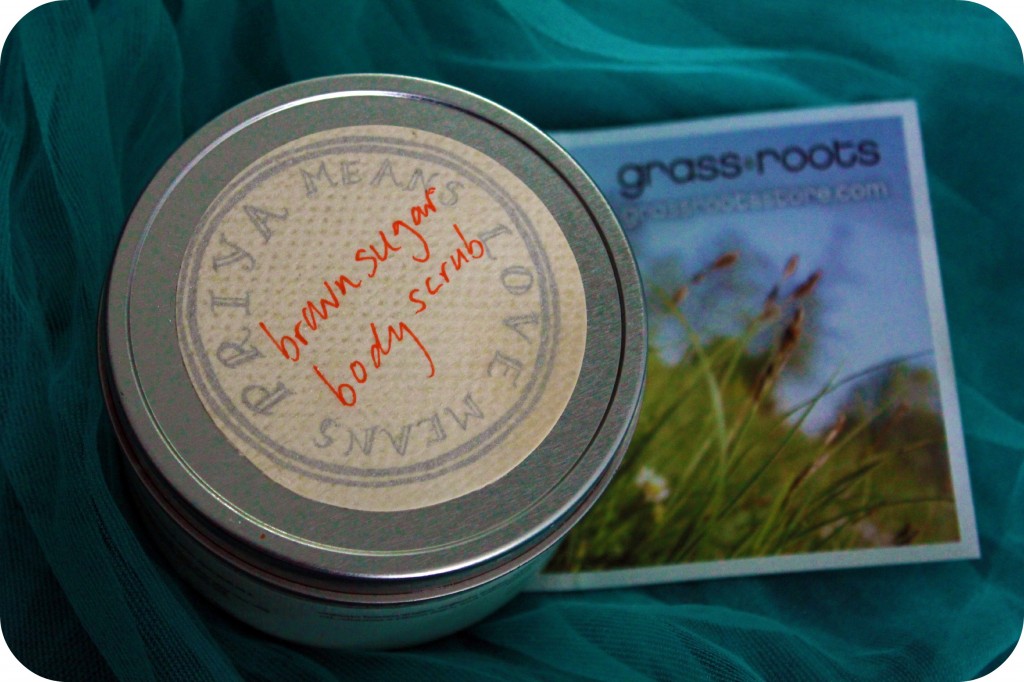 PRIYA MEANS LOVE MEANS
brown sugar
body scrub
grass roots
grassrootsstore.com